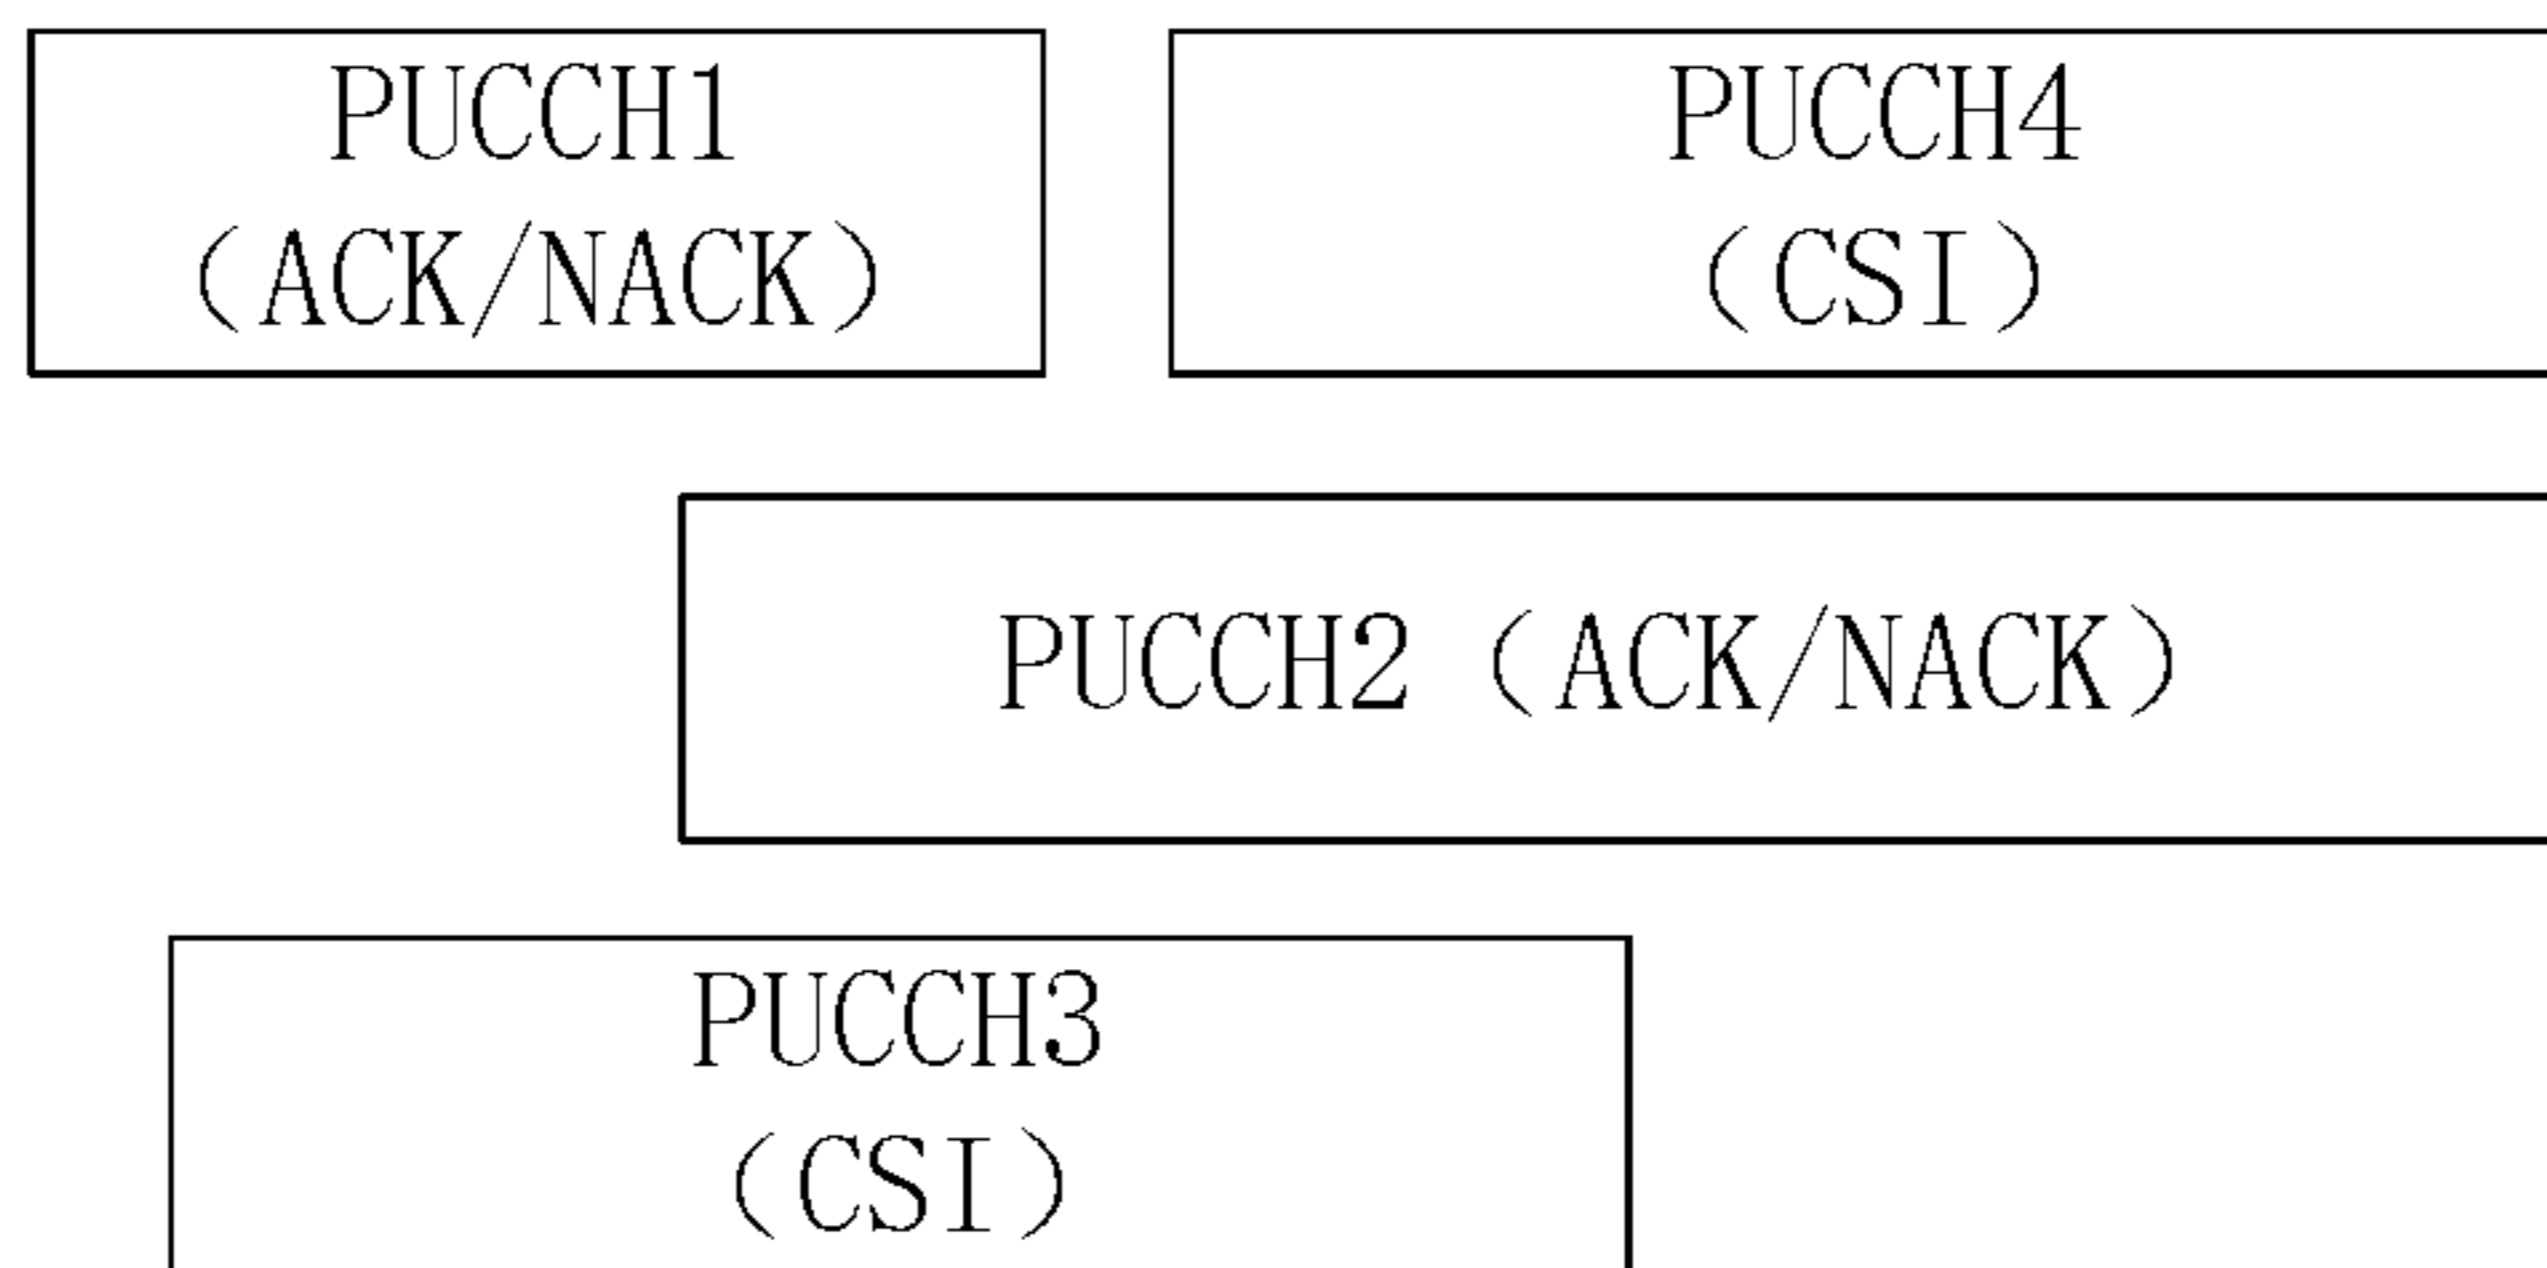 PUCCH1
（ACK/NACK）
PUCCH4
（CSI）
PUCCH2（ACK/NACK）
PUCCH3
（CSI）